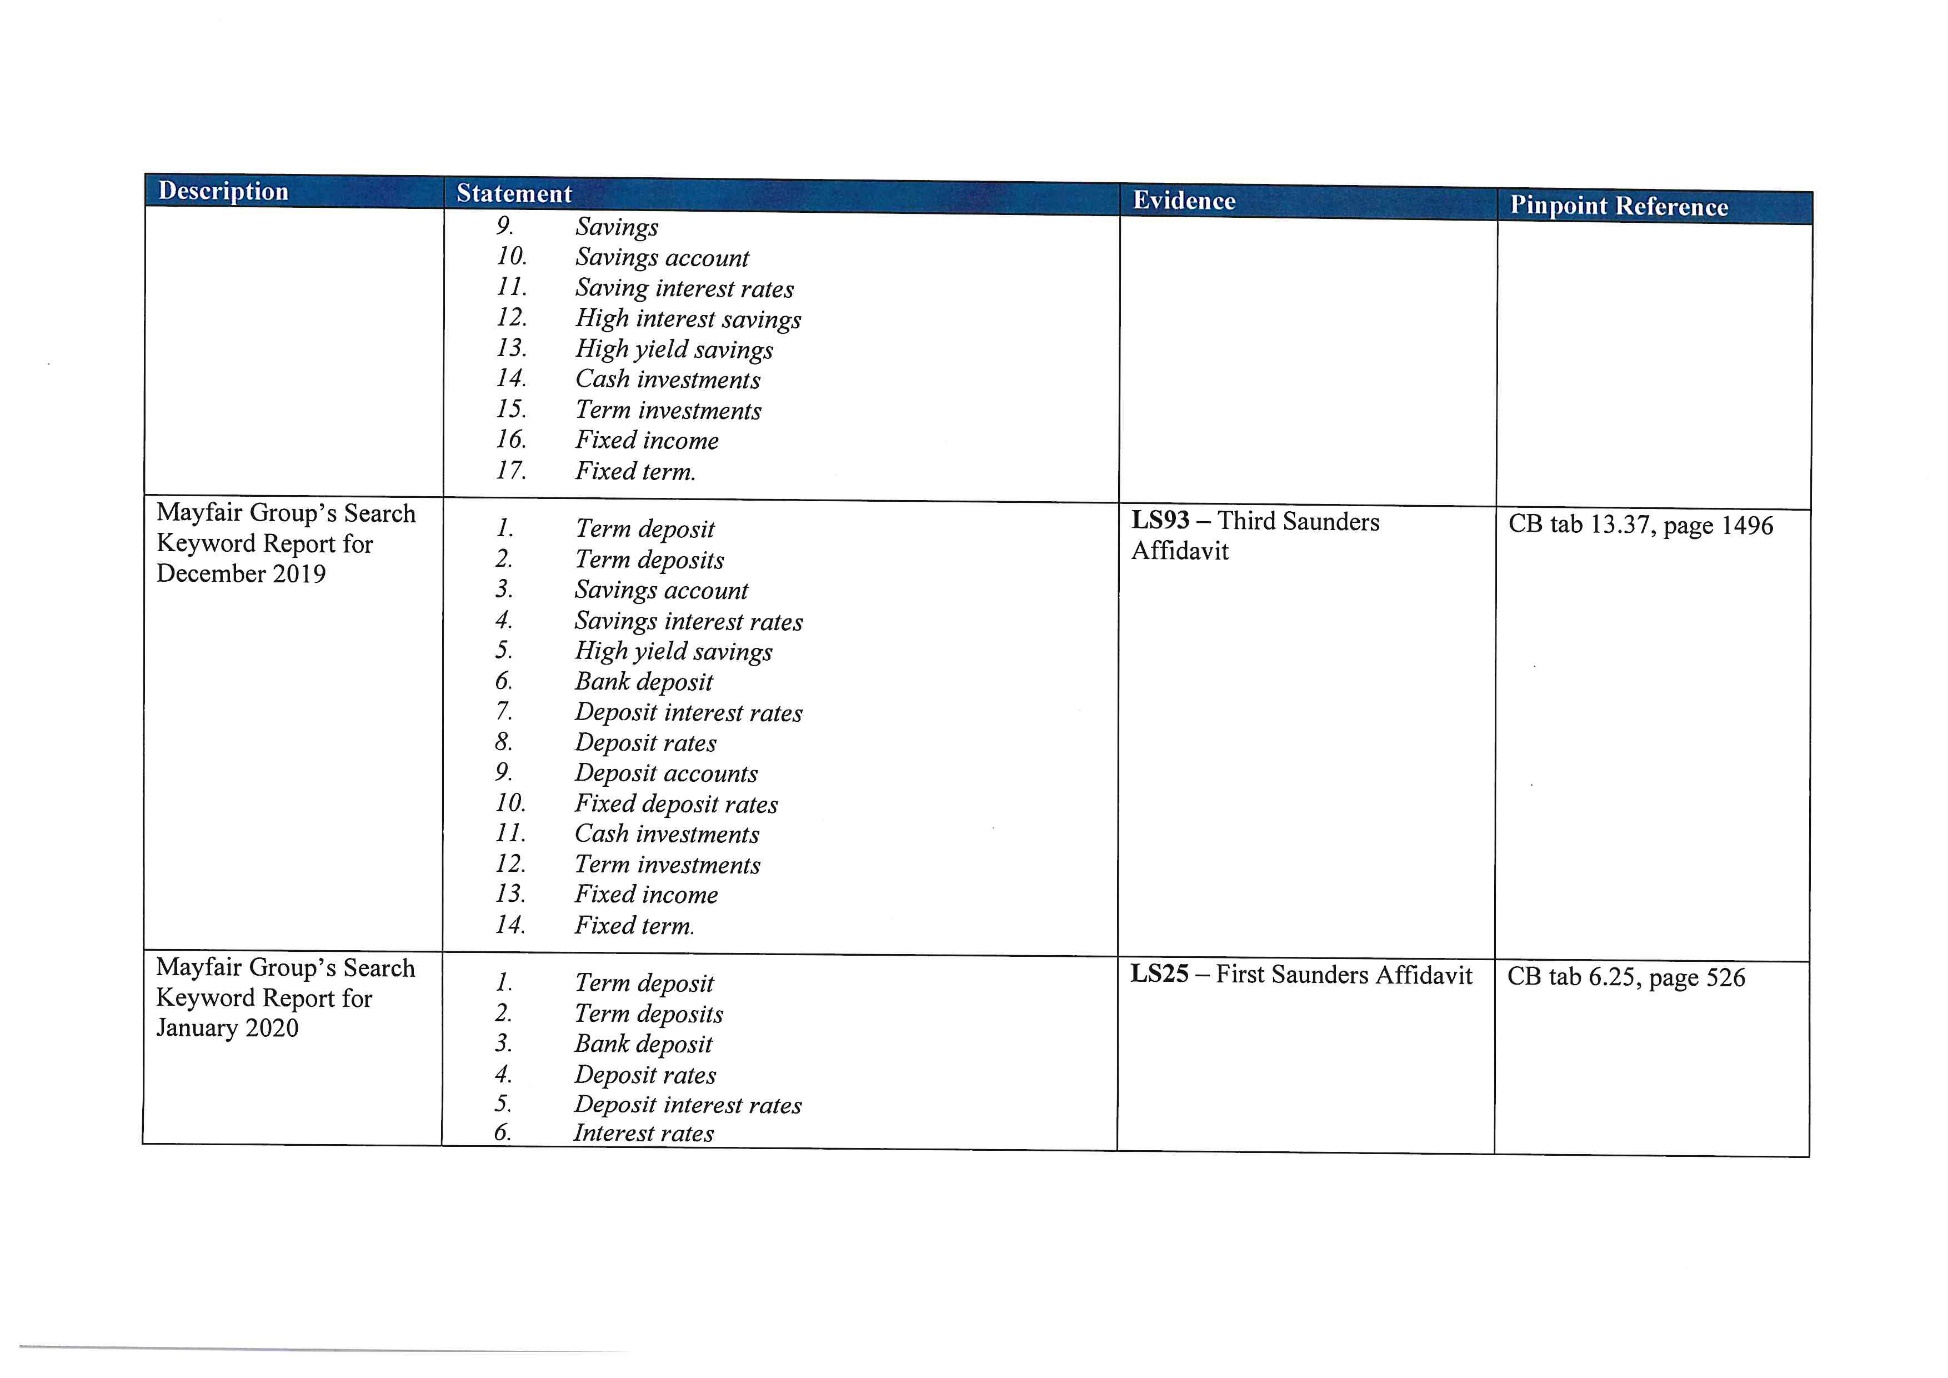 Description Statement Evidence Pinpoint Reference
9. Savings
10. Savings account
11. Saving interest rates
12. High interest savings
13. High yield savings
14. Cash investments
15. Term investments
16. Fixed income
17. Fixed term.
Mayfair Group's Search
Keyword Report for
December 2019
1. Term deposit
2. Term deposits
3. Savings account
4. Savings interest rates
5. High yield savings
6. Bank deposit
7. Deposit interest rates
8. Deposit rates
9. Deposit accounts
10. Fixed deposit rates
11. Cash investments
12. Term investments
13. Fixed income
14. Fixed term.
LS93 – Third Saunders
Affidavit
CB tab 13.37, page 1496
Mayfair Group's Search
Keyword Report for
January 2020
1. Term deposit
2. Term deposits
3. Bank deposit
4. Deposit rates
5. Deposit interest rates
6. Interest rates
LS25 – First Saunders Affidavit
CB tab 6.25, page 526